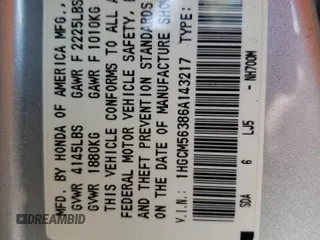 MFD. BY HONDA OF AMERICA MFG.,
GVWR 4145LBS GAWR F 2225LBS
GVWR 1880KG GAWR F 1010KG
THIS VEHICLE CONFORMS TO ALL A
FEDERAL MOTOR VEHICLE SAFETY,
AND THEFT PREVENTION STANDARDS
ON THE DATE OF MANUFACTURE
V.I.N.: 1HGCM56386A143217 TYPE:
SDA 6 LJ5 - NH700M
DREAMBID